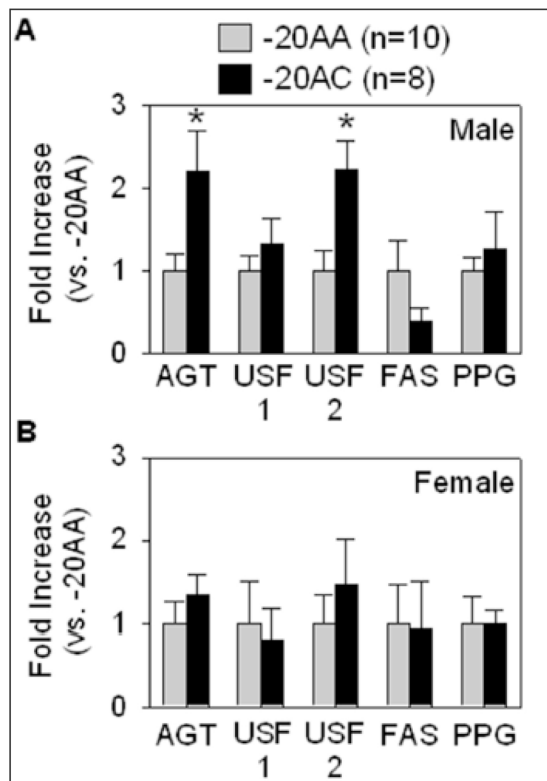 A
-20AA (n=10)
-20AC (n=8)
Fold Increase
(vs. -20AA)
3
2
1
0
* *
Male
AGT USF USF FAS PPG
1 2
B
Fold Increase
(vs. -20AA)
3
2
1
0
Female
AGT USF USF FAS PPG
1 2